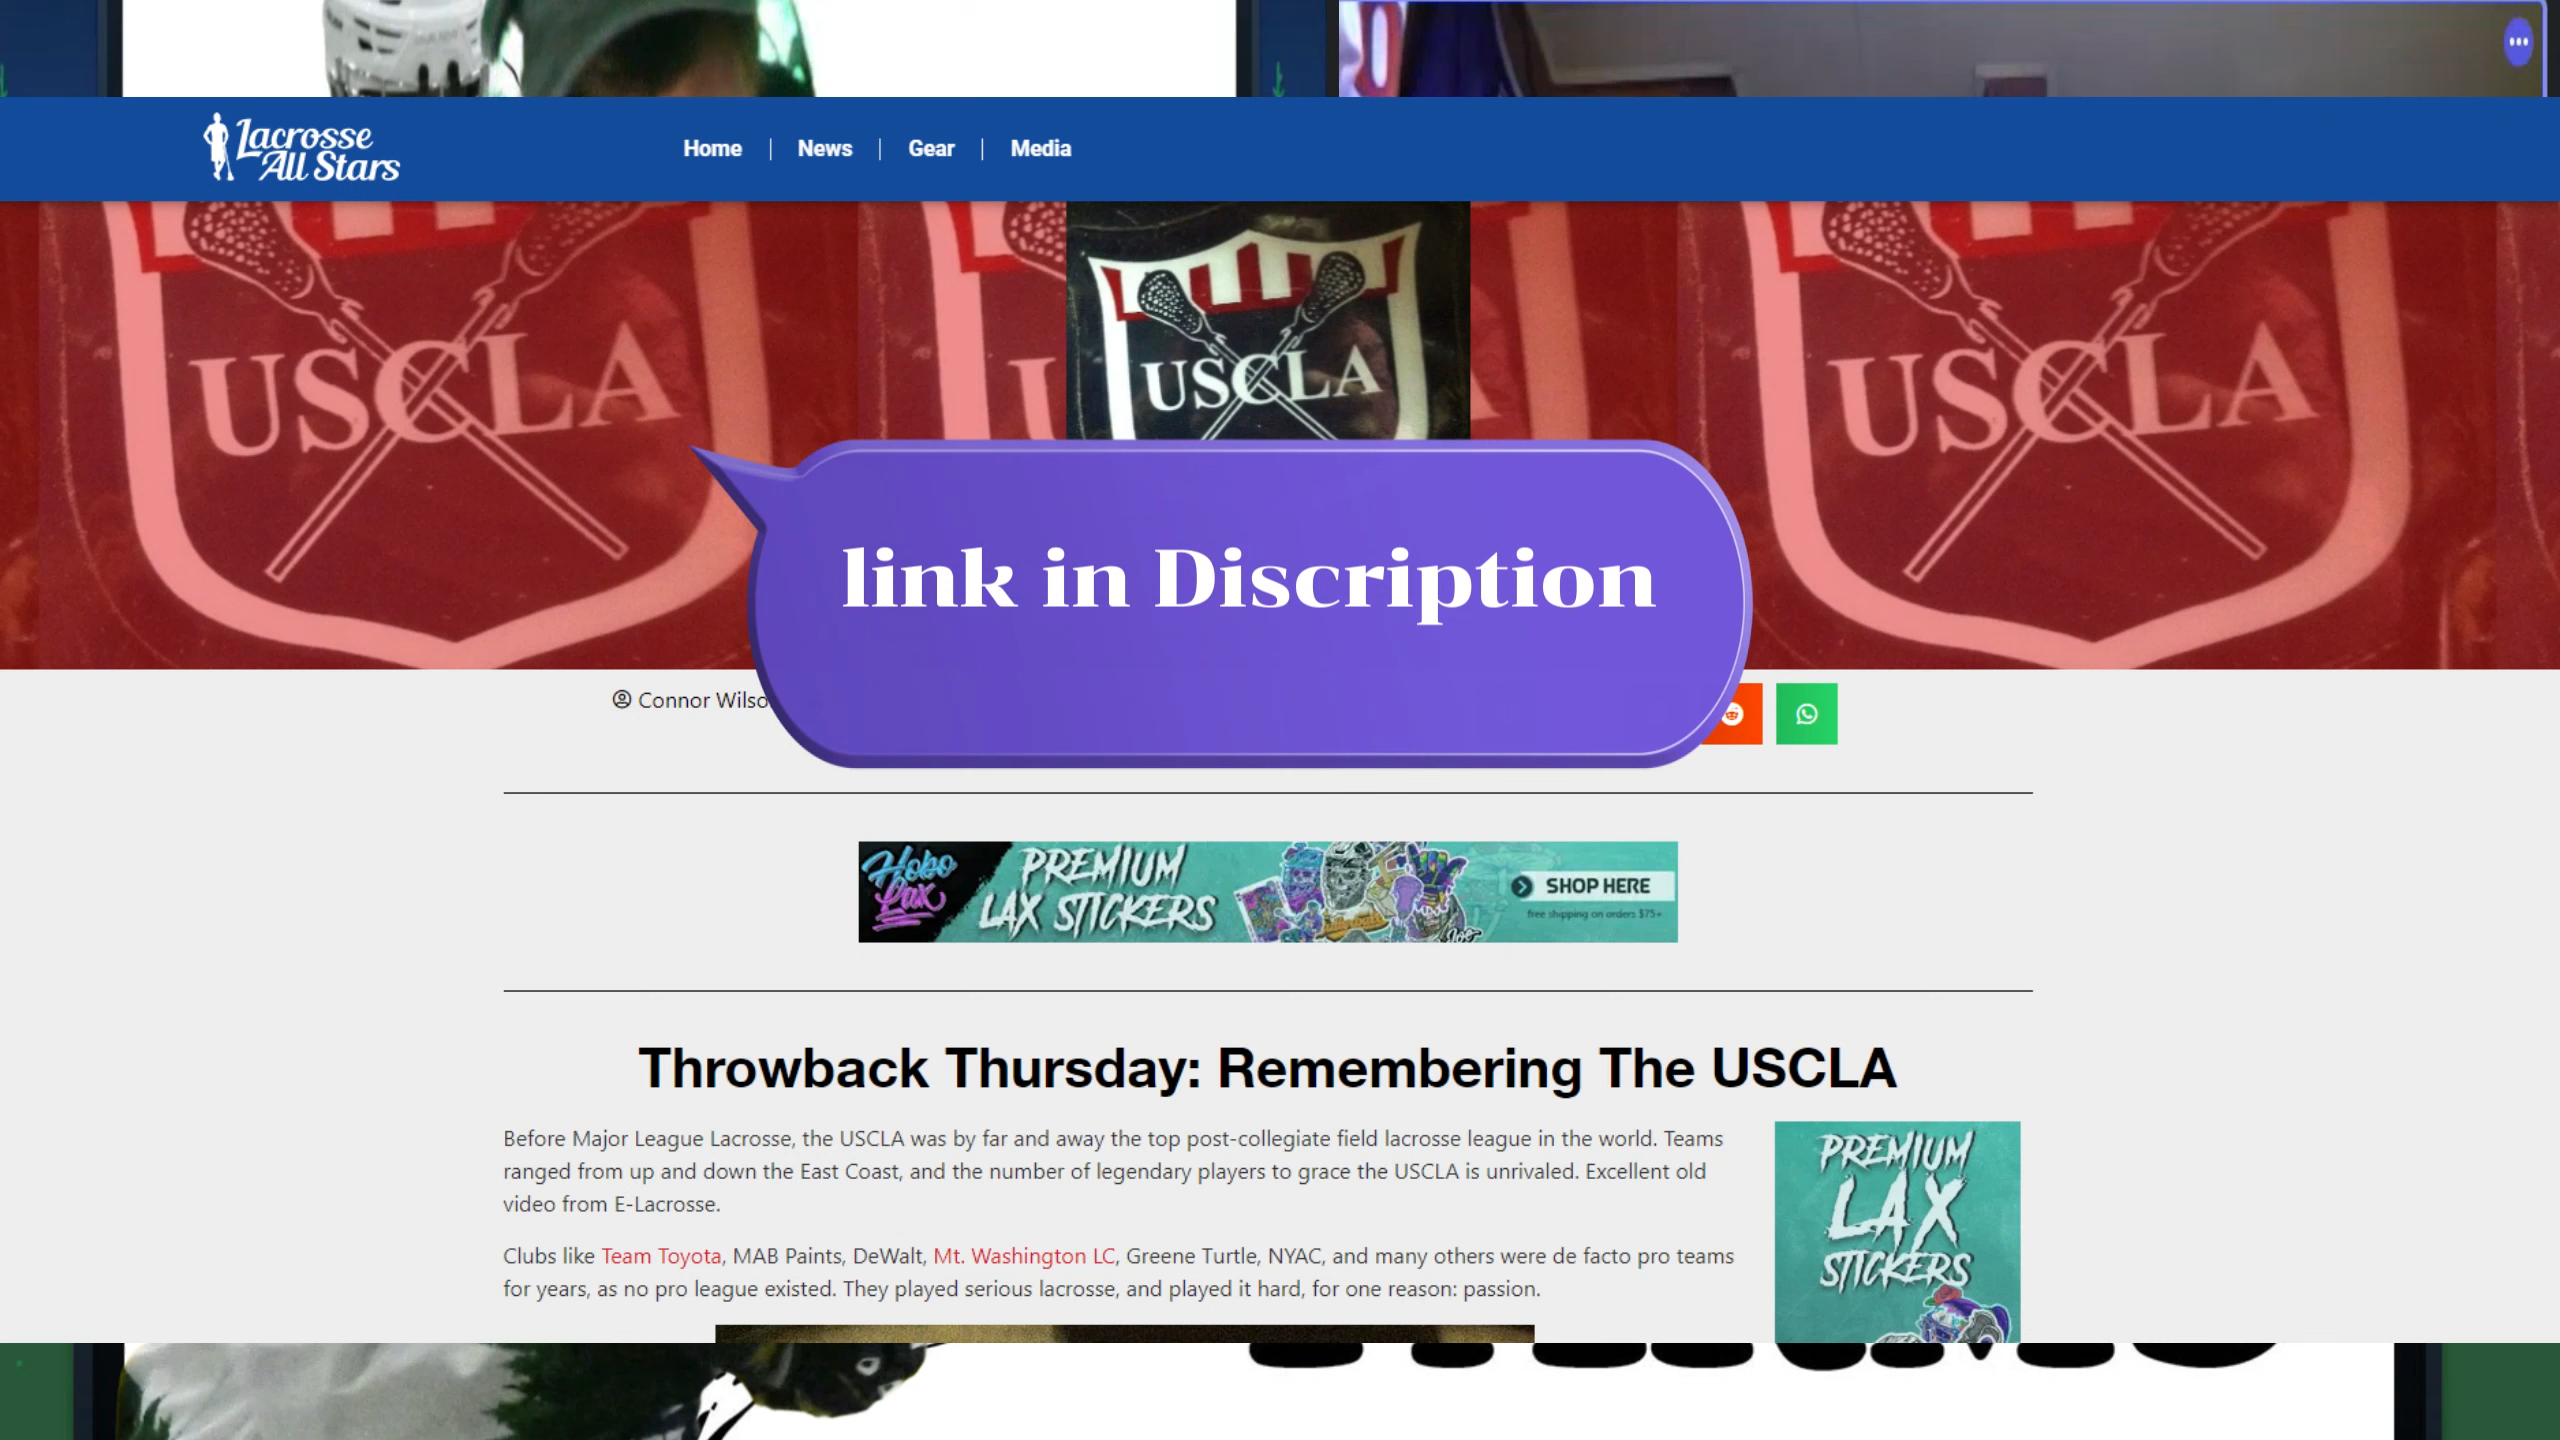 Lacrosse
All Stars
Home | News | Gear | Media
USCLA
USCLA
USCLA
link in Discription
Connor Wilso
Hobo
Lax
PREMIUM
LAX STICKERS
SHOP HERE
free shipping on orders $75+
Throwback Thursday: Remembering The USCLA
Before Major League Lacrosse, the USCLA was by far and away the top post-collegiate field lacrosse league in the world. Teams
ranged from up and down the East Coast, and the number of legendary players to grace the USCLA is unrivaled. Excellent old
video from E-Lacrosse.
Clubs like Team Toyota, MAB Paints, DeWalt, Mt. Washington LC, Greene Turtle, NYAC, and many others were de facto pro teams
for years, as no pro league existed. They played serious lacrosse, and played it hard, for one reason: passion.
PREMIUM
LAX
STICKERS